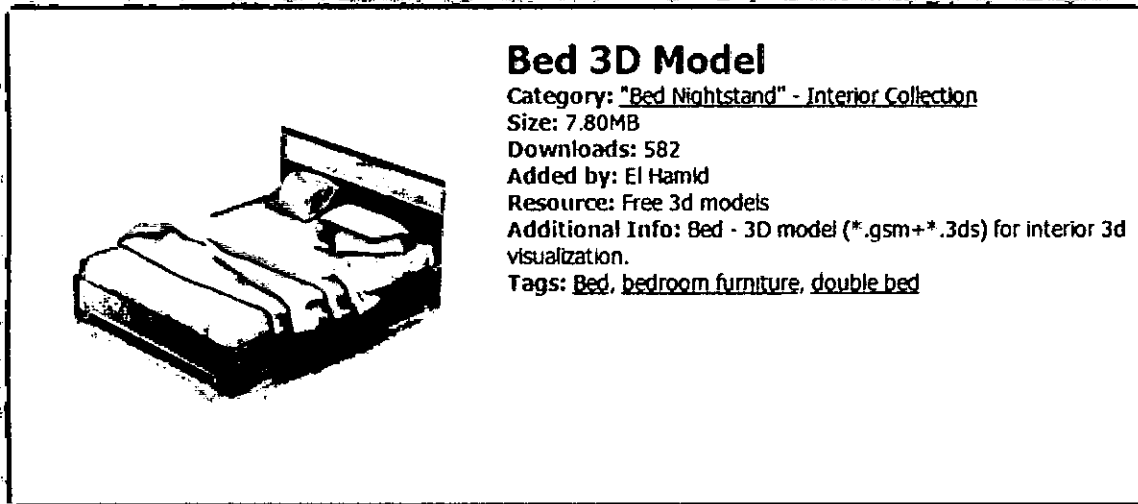 Bed 3D Model
Category: "Bed Nightstand" - Interior Collection
Size: 7.80MB
Downloads: 582
Added by: El Hamid
Resource: Free 3d models
Additional Info: Bed - 3D model (*.gsm+*.3ds) for interior 3d
visualization.
Tags: Bed, bedroom furniture, double bed